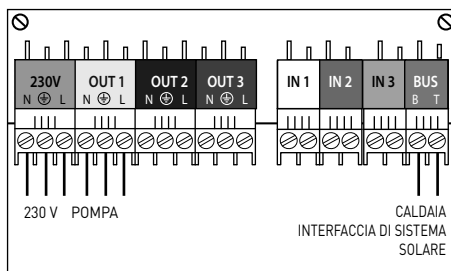 230V OUT 1 OUT 2 OUT 3 IN 1 IN 2 IN 3 BUS
N ⏚ L N ⏚ L N ⏚ L N ⏚ L B T
230 V POMPA CALDAIA
INTERFACCIA DI SISTEMA
SOLARE